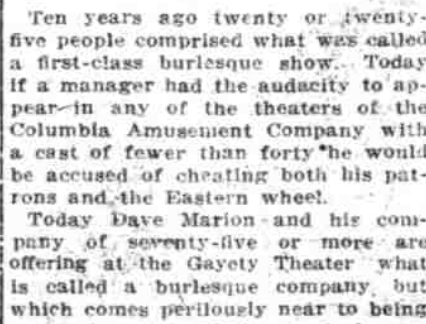 Ten years ago twenty or twenty-
five people comprised what was called
a first-class burlesque show. Today
if a manager had the audacity to ap-
pear in any of the theaters of the
Columbia Amusement Company with
a cast of fewer than forty he would
be accused of cheating both his pat-
rons and the Eastern wheel.
Today Dave Marion and his com-
pany of seventy-five or more are
offering at the Gayety Theater what
is called a burlesque company, but
which comes perilously near to being